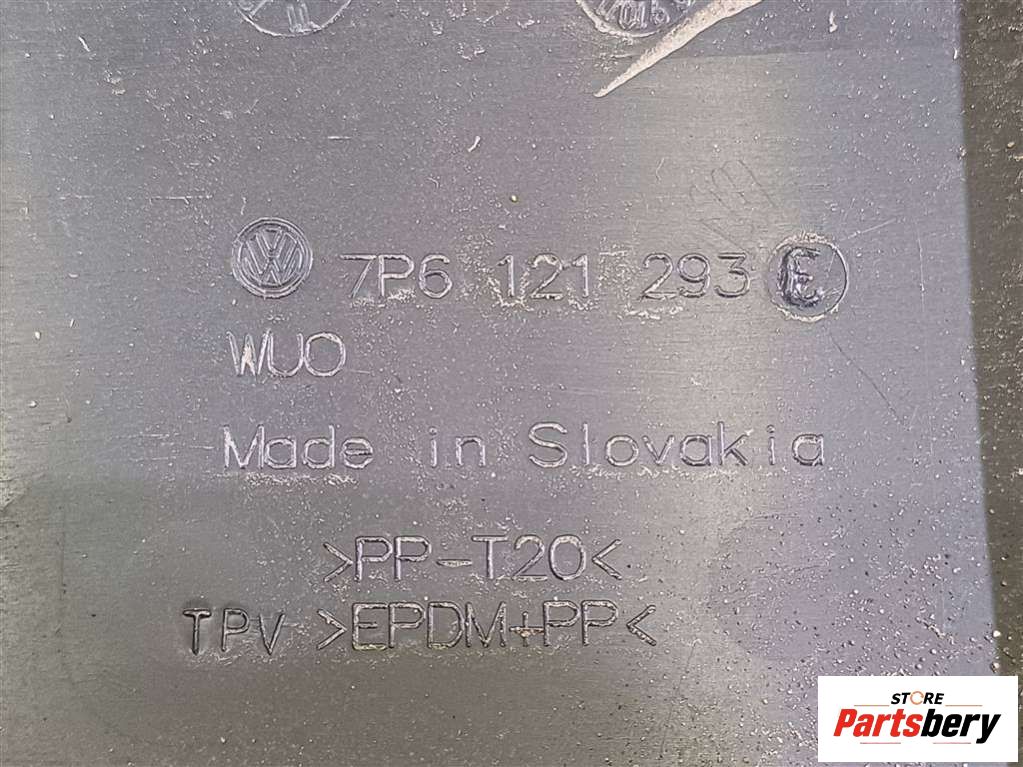 7P6 121 293 E
WUO
Made in Slovakia
>PP-T20<
TPV >EPDM+PP<
STORE
Partsbery